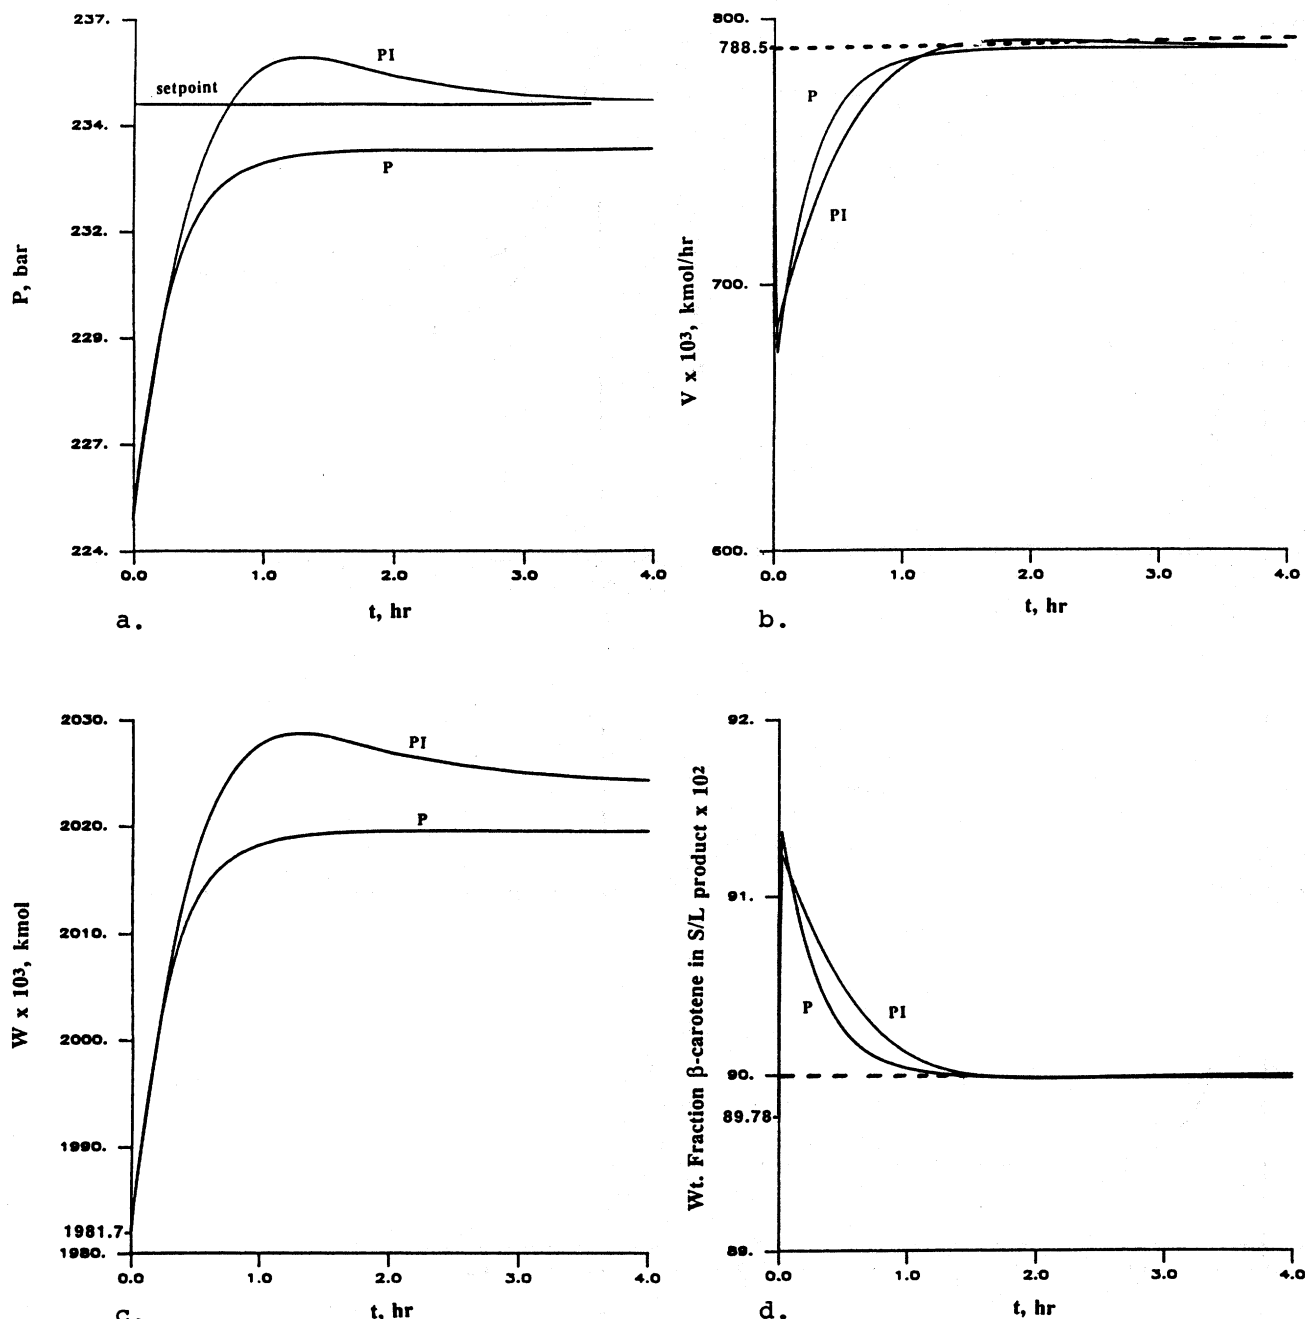 237.
234.
232.
229.
227.
224.
P, bar
setpoint
PI
P
0.0 1.0 2.0 3.0 4.0
t, hr
a.
800.
788.5
700.
600.
V x 10³, kmol/hr
P
PI
0.0 1.0 2.0 3.0 4.0
t, hr
b.
2030.
2020.
2010.
2000.
1990.
1981.7
1980.
W x 10³, kmol
PI
P
0.0 1.0 2.0 3.0 4.0
t, hr
c.
92.
91.
90.
89.78
89.
Wt. Fraction β-carotene in S/L product x 10²
P
PI
0.0 1.0 2.0 3.0 4.0
t, hr
d.